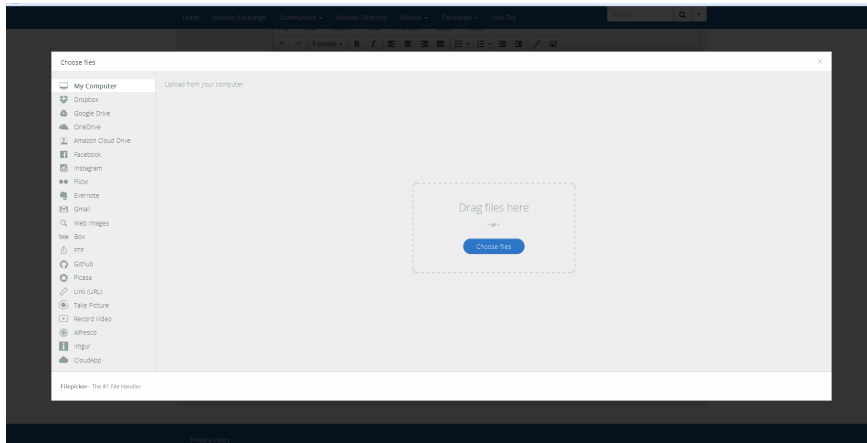 Home Member Exchange Communities Member Directory Browse Participate How-Tos
Formats B I
Choose files ×
My Computer
Dropbox
Google Drive
OneDrive
Amazon Cloud Drive
Facebook
Instagram
Flickr
Evernote
Gmail
Web Images
box Box
FTP
Github
Picasa
Link (URL)
Take Picture
Record Video
Alfresco
Imgur
CloudApp
Upload from your computer
Drag files here
- or -
Choose files
Filepicker - The #1 File Handler
Privacy Policy